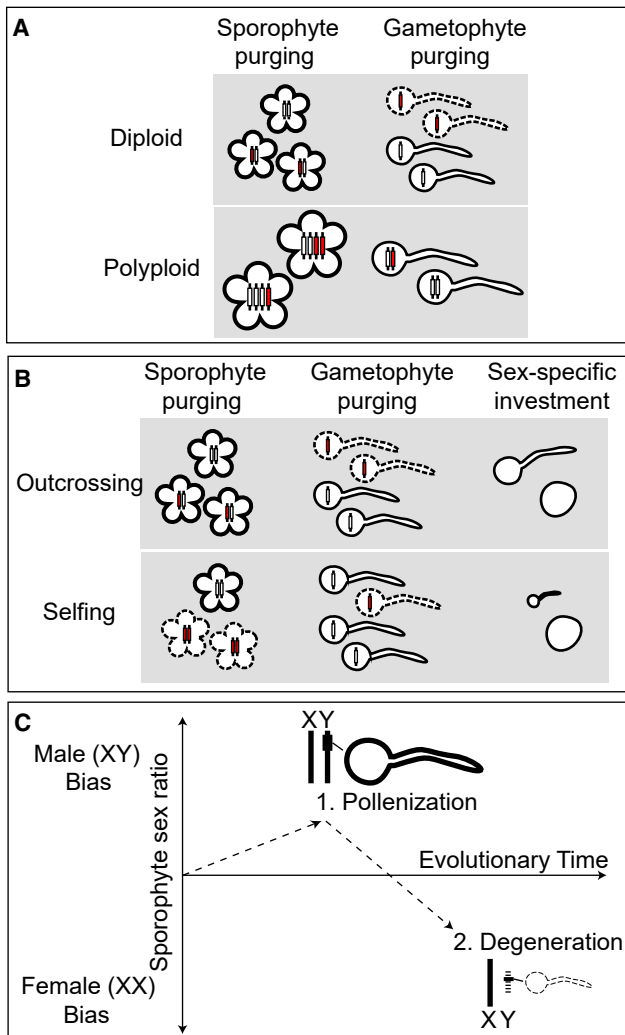 A
Sporophyte purging
Gametophyte purging
Diploid
Polyploid
B
Sporophyte purging
Gametophyte purging
Sex-specific investment
Outcrossing
Selfing
C
Male (XY)
Bias
Sporophyte sex ratio
XY
1. Pollenization
Evolutionary Time
2. Degeneration
Female (XX)
Bias
XY